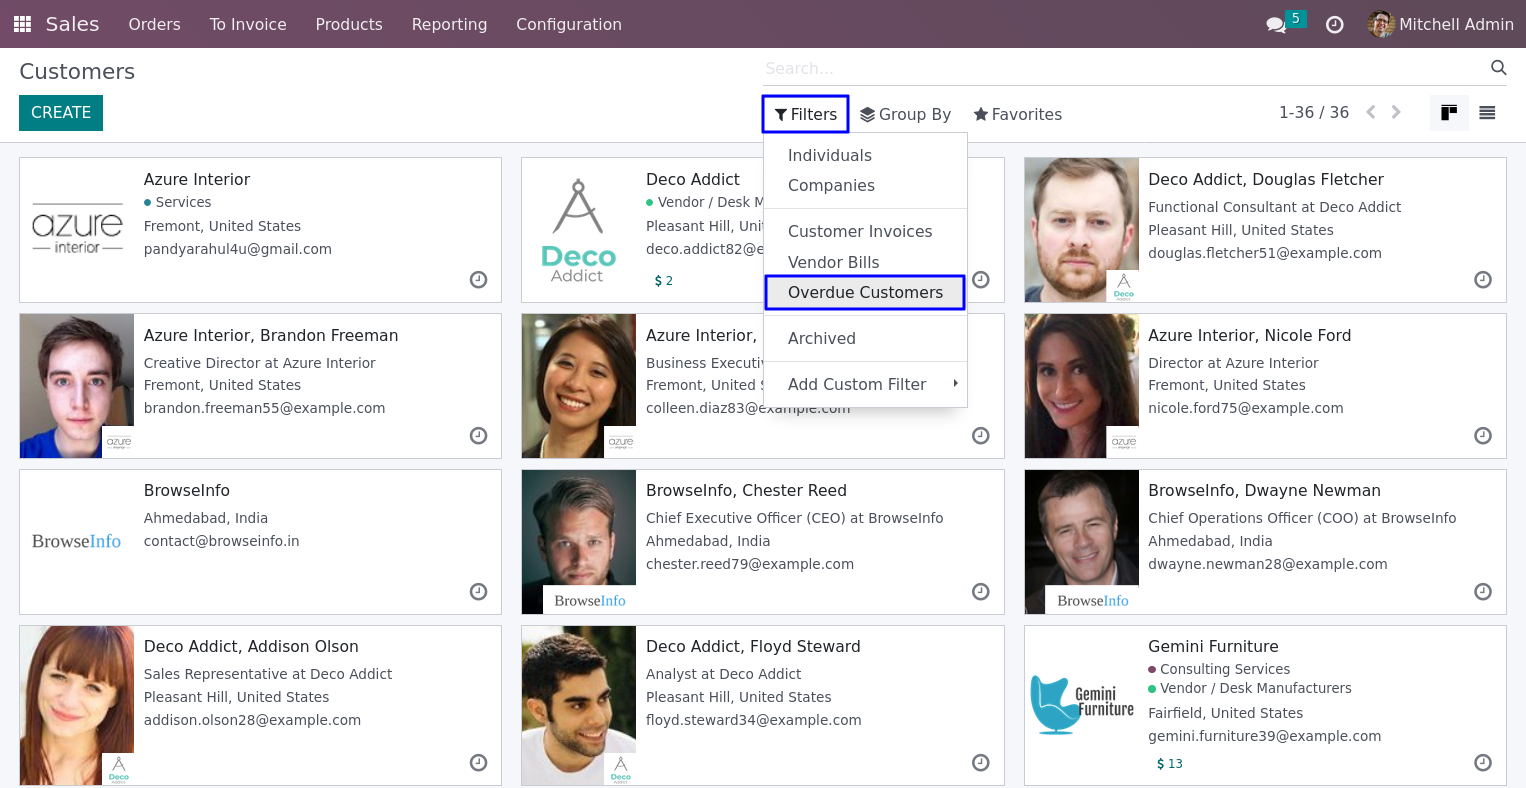 Sales Orders To Invoice Products Reporting Configuration 5 Mitchell Admin
Customers
Search...
CREATE
Filters Group By Favorites 1-36 / 36
Individuals
Companies
Customer Invoices
Vendor Bills
Overdue Customers
Archived
Add Custom Filter
azure
interior
Azure Interior
Services
Fremont, United States
pandyarahul4u@gmail.com
Deco
Addict
Deco Addict
Vendor / Desk M
Pleasant Hill, Uni
deco.addict82@e
$ 2
Deco Addict, Douglas Fletcher
Functional Consultant at Deco Addict
Pleasant Hill, United States
douglas.fletcher51@example.com
Deco
Azure Interior, Brandon Freeman
Creative Director at Azure Interior
Fremont, United States
brandon.freeman55@example.com
azure
Azure Interior,
Business Executi
Fremont, United S
colleen.diaz83@example.com
azure
Azure Interior, Nicole Ford
Director at Azure Interior
Fremont, United States
nicole.ford75@example.com
azure
BrowseInfo
BrowseInfo
Ahmedabad, India
contact@browseinfo.in
BrowseInfo, Chester Reed
Chief Executive Officer (CEO) at BrowseInfo
Ahmedabad, India
chester.reed79@example.com
BrowseInfo
BrowseInfo, Dwayne Newman
Chief Operations Officer (COO) at BrowseInfo
Ahmedabad, India
dwayne.newman28@example.com
BrowseInfo
Deco Addict, Addison Olson
Sales Representative at Deco Addict
Pleasant Hill, United States
addison.olson28@example.com
Deco
Deco Addict, Floyd Steward
Analyst at Deco Addict
Pleasant Hill, United States
floyd.steward34@example.com
Deco
Gemini
Furniture
Gemini Furniture
Consulting Services
Vendor / Desk Manufacturers
Fairfield, United States
gemini.furniture39@example.com
$ 13